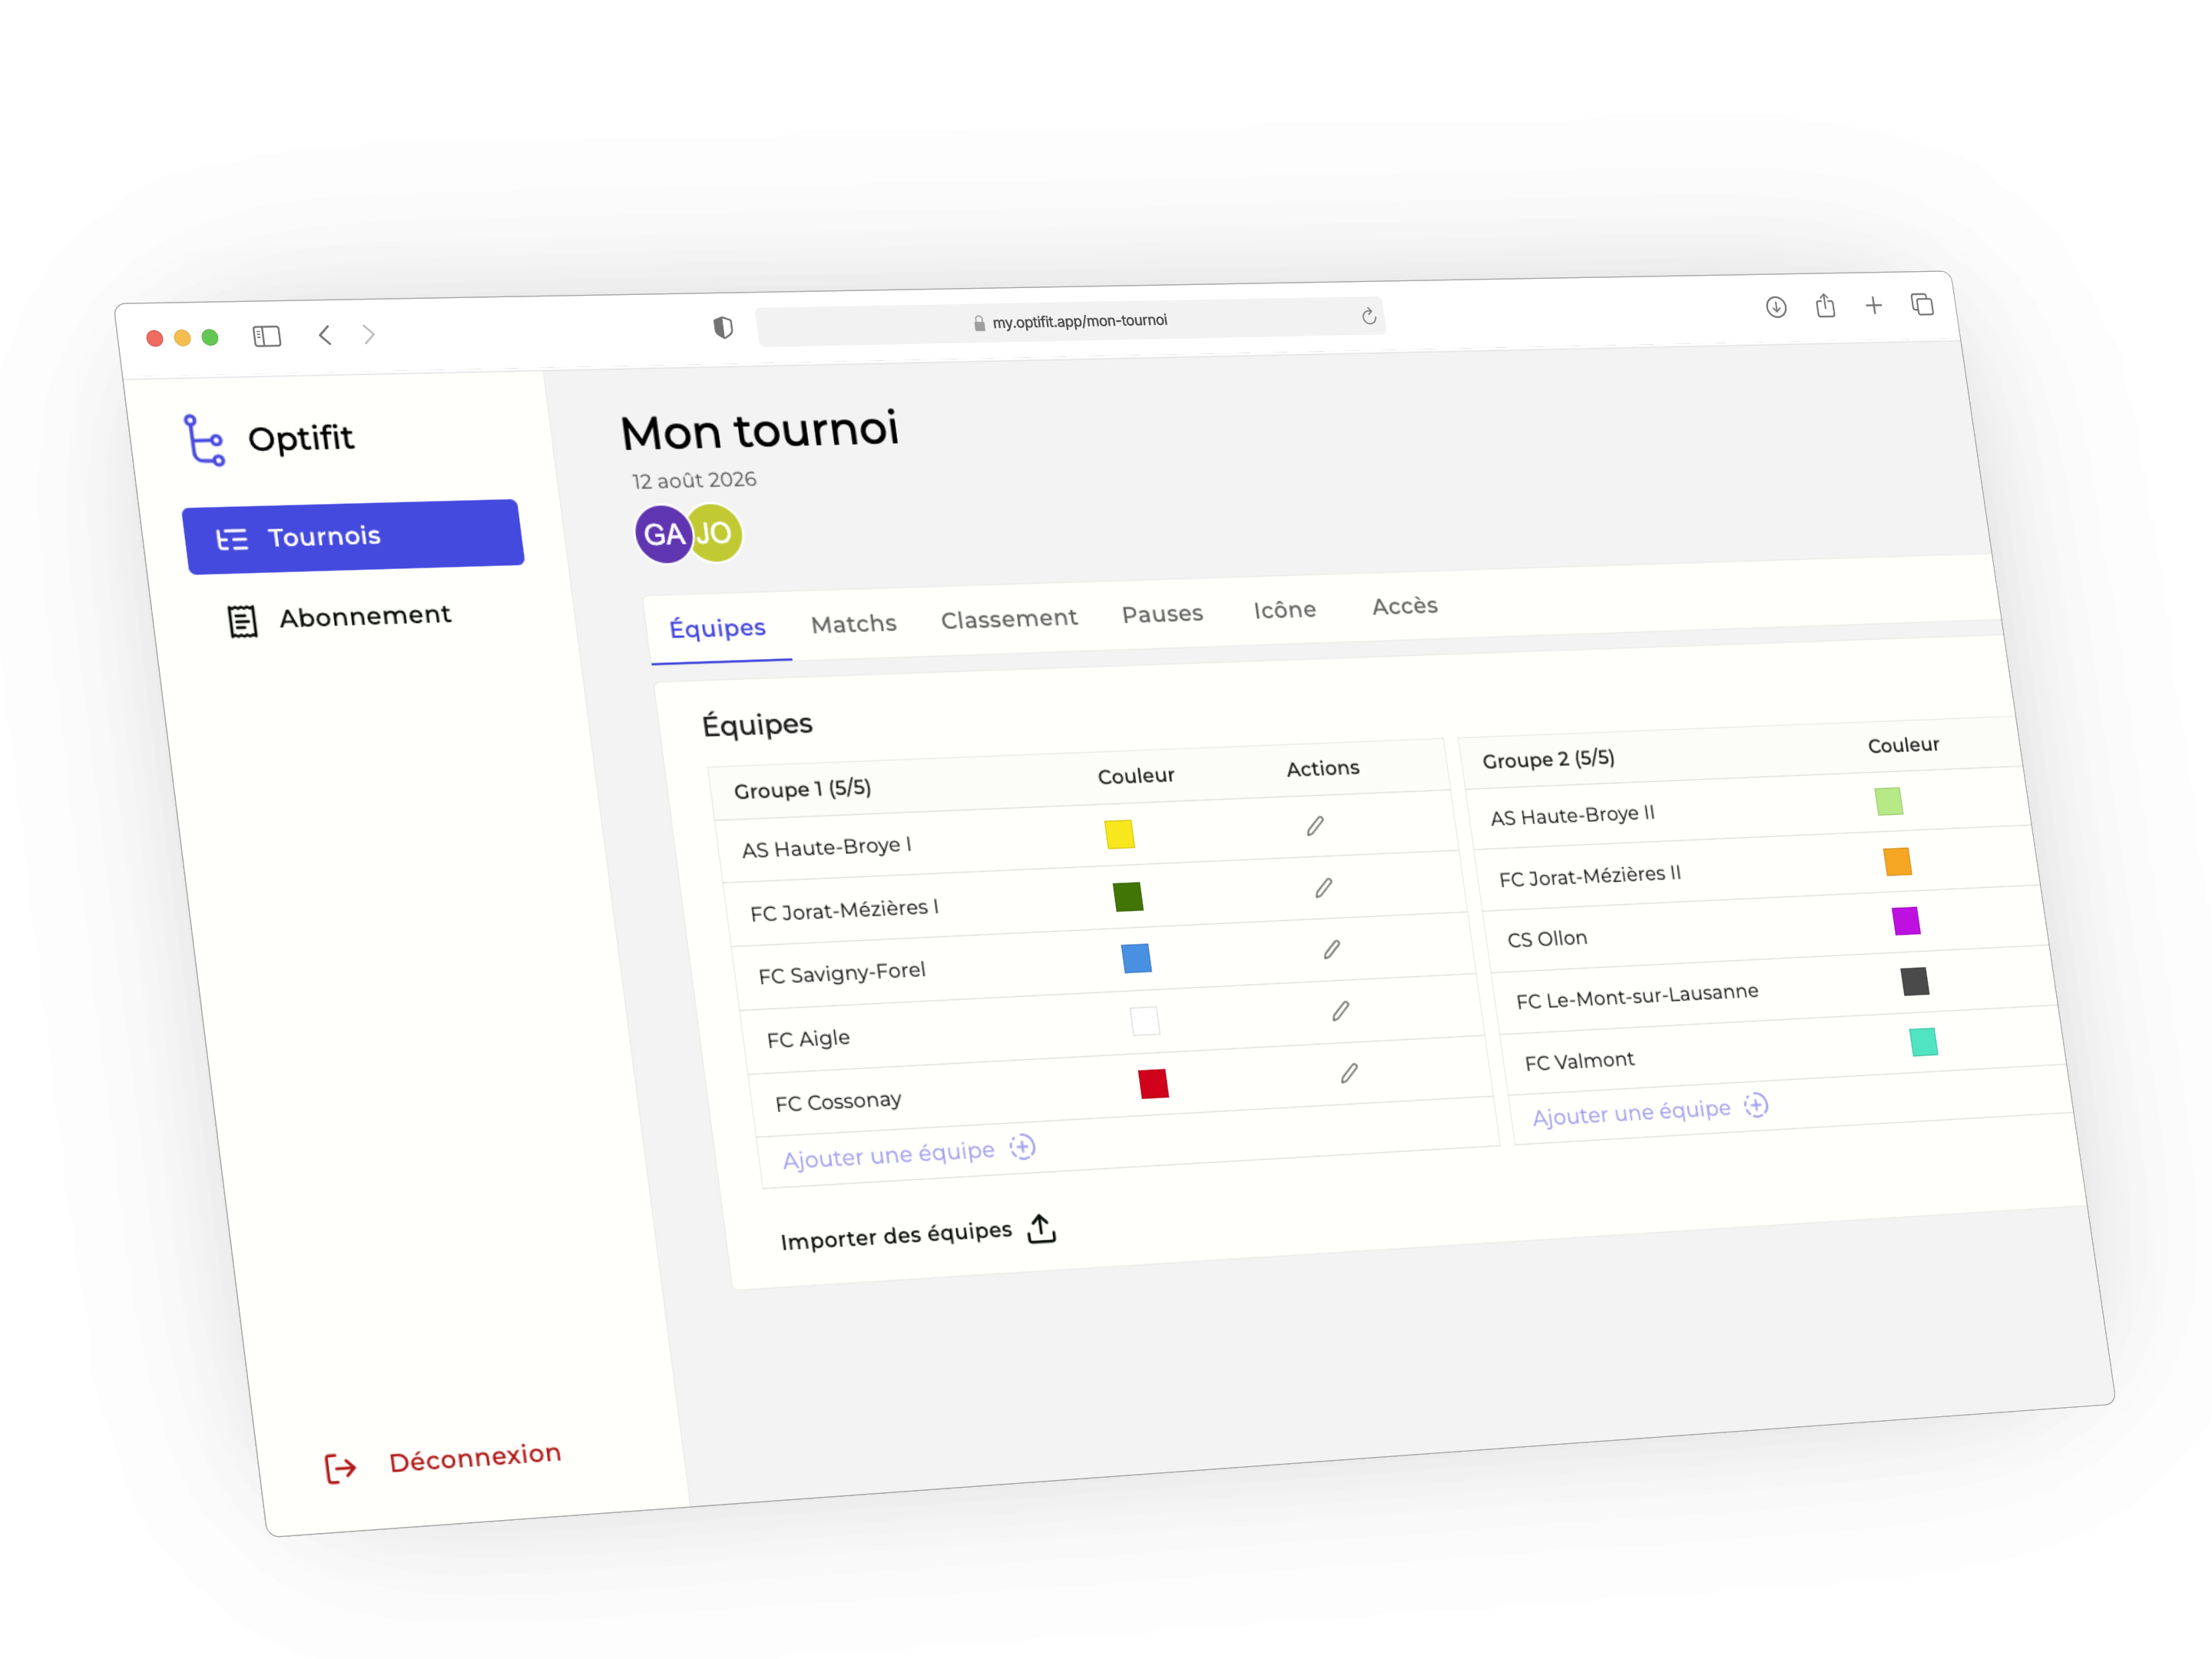 my.optifit.app/mon-tournoi
Optifit
Tournois
Abonnement
Déconnexion
Mon tournoi
12 août 2026
GA JO
Équipes Matchs Classement Pauses Icône Accès
Équipes
Groupe 1 (5/5) Couleur Actions
AS Haute-Broye I
FC Jorat-Mézières I
FC Savigny-Forel
FC Aigle
FC Cossonay
Ajouter une équipe
Groupe 2 (5/5) Couleur
AS Haute-Broye II
FC Jorat-Mézières II
CS Ollon
FC Le-Mont-sur-Lausanne
FC Valmont
Ajouter une équipe
Importer des équipes